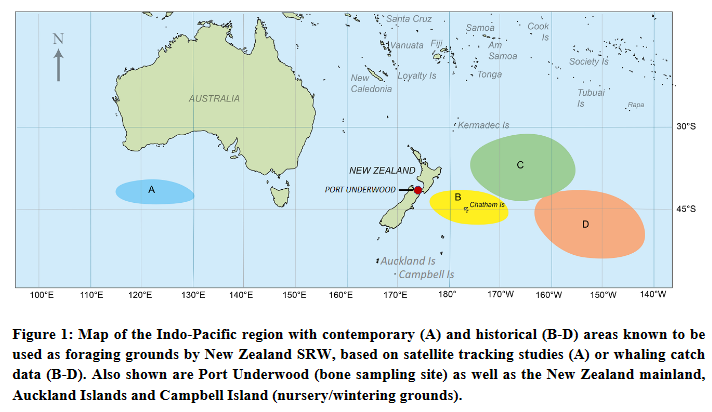 Santa Cruz
Samoa
Cook
Is
N
Vanuata
Fiji
Am
Samoa
Society Is
New
Caledonia
Loyalty Is
Tonga
Tubuai
Is
Rapa
AUSTRALIA
Kermadec Is
30°S
NEW ZEALAND
C
A
PORT UNDERWOOD
B
Chatham Is
45°S
D
Auckland Is
Campbell Is
100°E
110°E
120°E
130°E
140°E
150°E
160°E
170°E
180°
170°W
160°W
150°W
140°W
Figure 1: Map of the Indo-Pacific region with contemporary (A) and historical (B-D) areas known to be
used as foraging grounds by New Zealand SRW, based on satellite tracking studies (A) or whaling catch
data (B-D). Also shown are Port Underwood (bone sampling site) as well as the New Zealand mainland,
Auckland Islands and Campbell Island (nursery/wintering grounds).